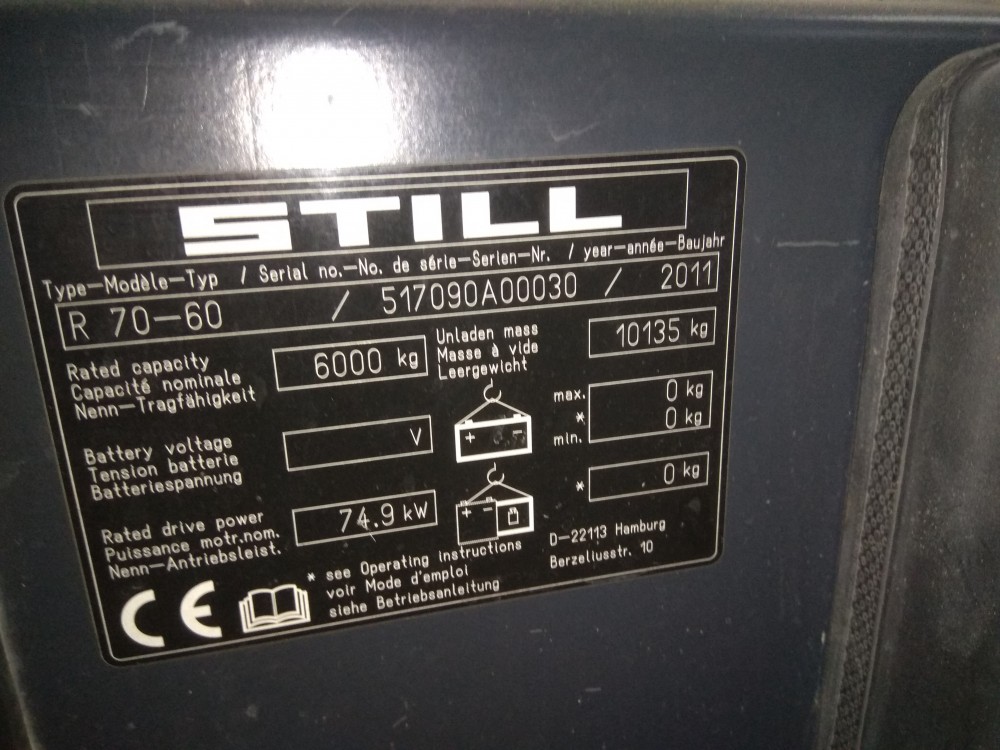 STILL
Type-Modèle-Typ / Serial no.-No. de série-Serien-Nr. / year-année-Baujahr
R 70-60 / 517090A00030 / 2011
Rated capacity
Capacité nominale
Nenn-Tragfähigkeit
6000 kg
Unladen mass
Masse à vide
Leergewicht
10135 kg
Battery voltage
Tension batterie
Batteriespannung
V
+ -
max. 0 kg
* 0 kg
min.
Rated drive power
Puissance motr.nom.
Nenn-Antriebsleist.
74.9 kW
+ -
* 0 kg
CE
* see Operating instructions
voir Mode d'emploi
siehe Betriebsanleitung
D-22113 Hamburg
Berzeliusstr. 10